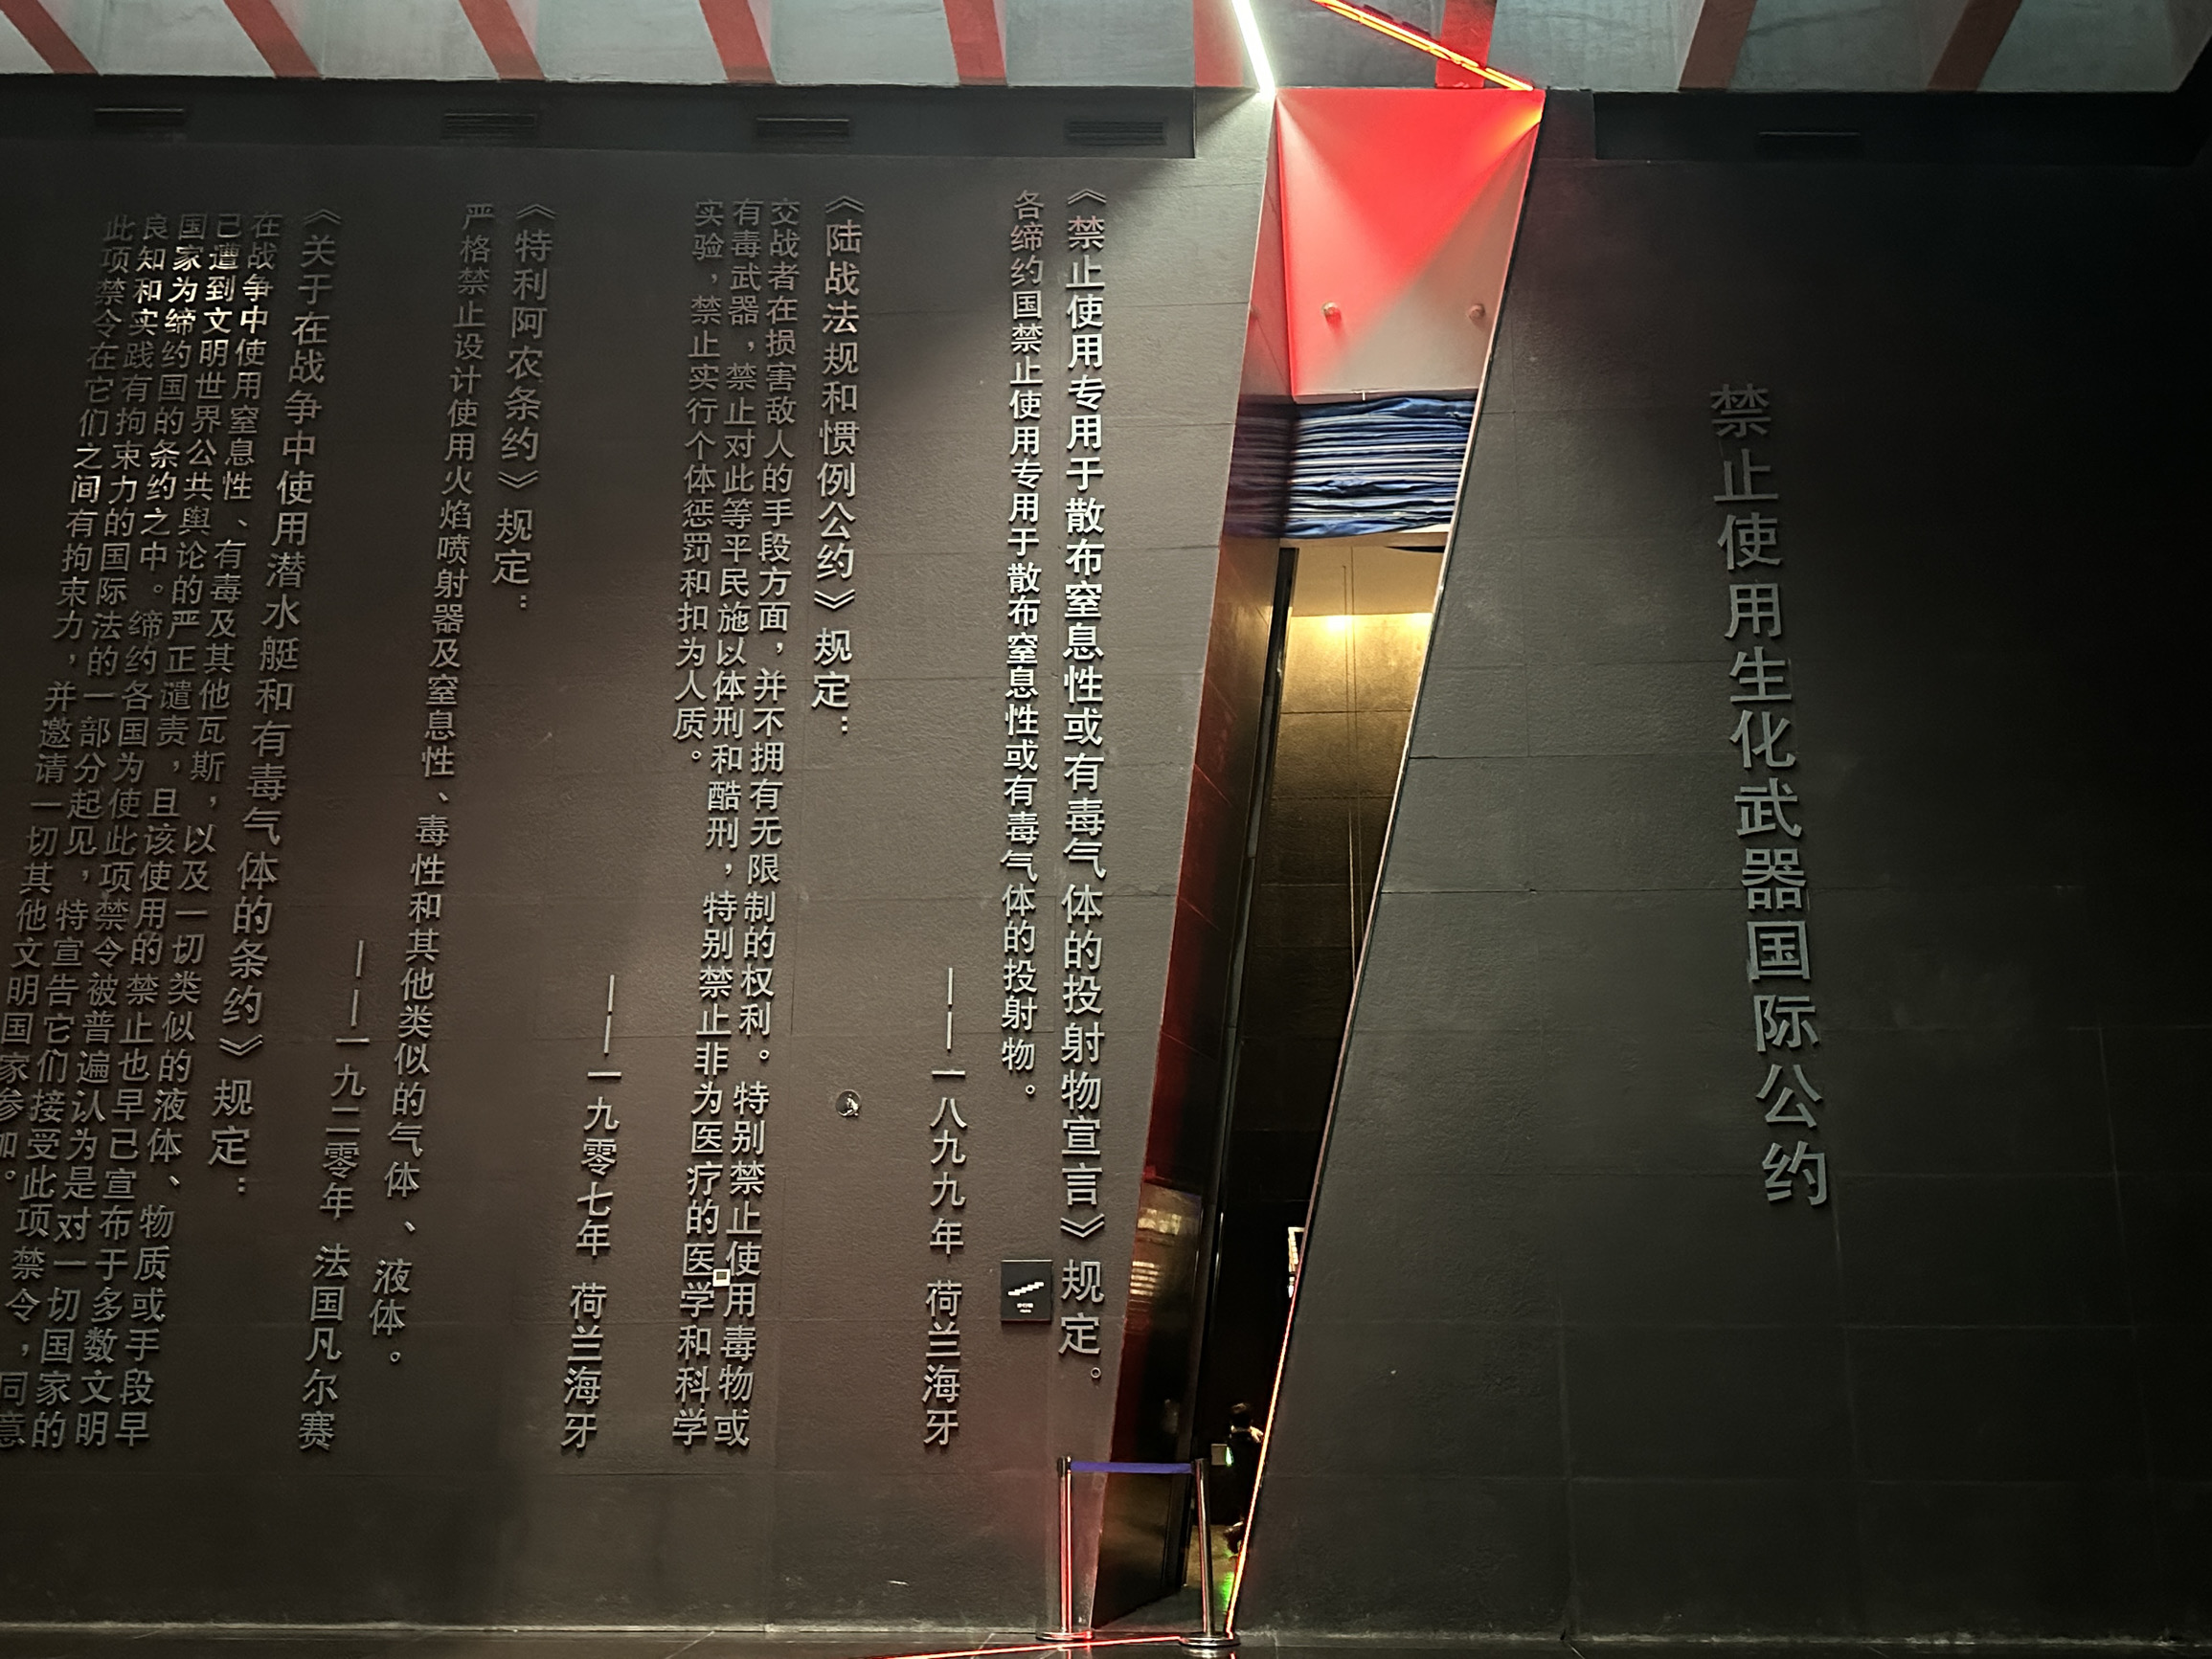 禁止使用生化武器国际公约
《禁止使用专用于散布窒息性或有毒气体的投射物宣言》规定。
各缔约国禁止使用专用于散布窒息性或有毒气体的投射物。
——一八九九年 荷兰海牙
《陆战法规和惯例公约》规定：
交战者在损害敌人的手段方面，并不拥有无限制的权利。特别禁止使用毒物或
有毒武器，禁止对此等平民施以体刑和酷刑，特别禁止非为医疗的医学和科学
实验，禁止实行个体惩罚和扣为人质。
——一九零七年 荷兰海牙
《特利阿农条约》规定：
严格禁止设计使用火焰喷射器及窒息性、毒性和其他类似的气体、液体。
——一九二零年 法国凡尔赛
《关于在战争中使用潜水艇和有毒气体的条约》规定：
在战争中使用窒息性、有毒及其他瓦斯，以及一切类似的液体、物质或手段早
已遭到文明世界公共舆论的严正谴责，且该使用的禁止也早已宣布于多数文明
国家为缔约国的条约之中。缔约各国为使此项禁令被普遍认为是对一切国家的
良知和实践有拘束力的国际法的一部分起见，特宣告它们接受此项禁令，同意
此项禁令在它们之间有拘束力，并邀请一切其他文明国家参加。